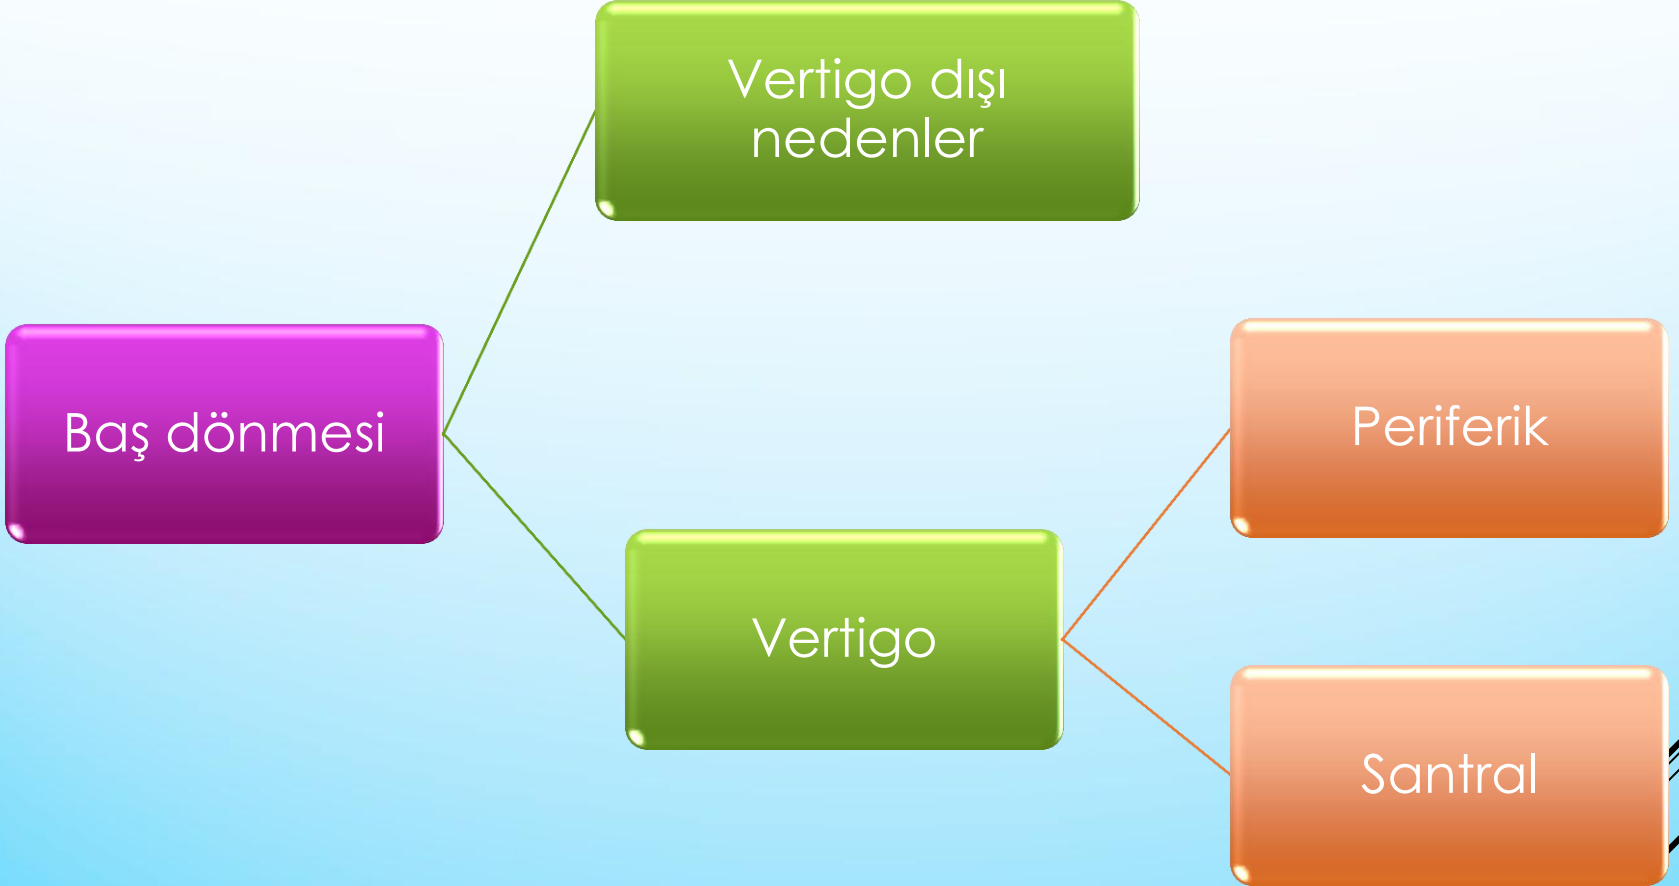 Vertigo dışı
nedenler
Baş dönmesi
Periferik
Vertigo
Santral